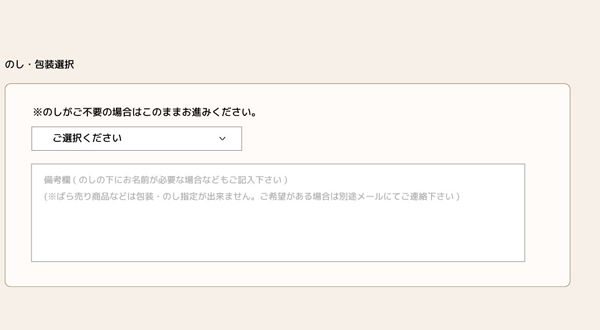 のし・包装選択
※のしがご不要の場合はこのままお進みください。
ご選択ください
備考欄 ( のしの下にお名前が必要な場合などもご記入下さい )
(※ばら売り商品などは包装・のし指定が出来ません。ご希望がある場合は別途メールにてご連絡下さい )